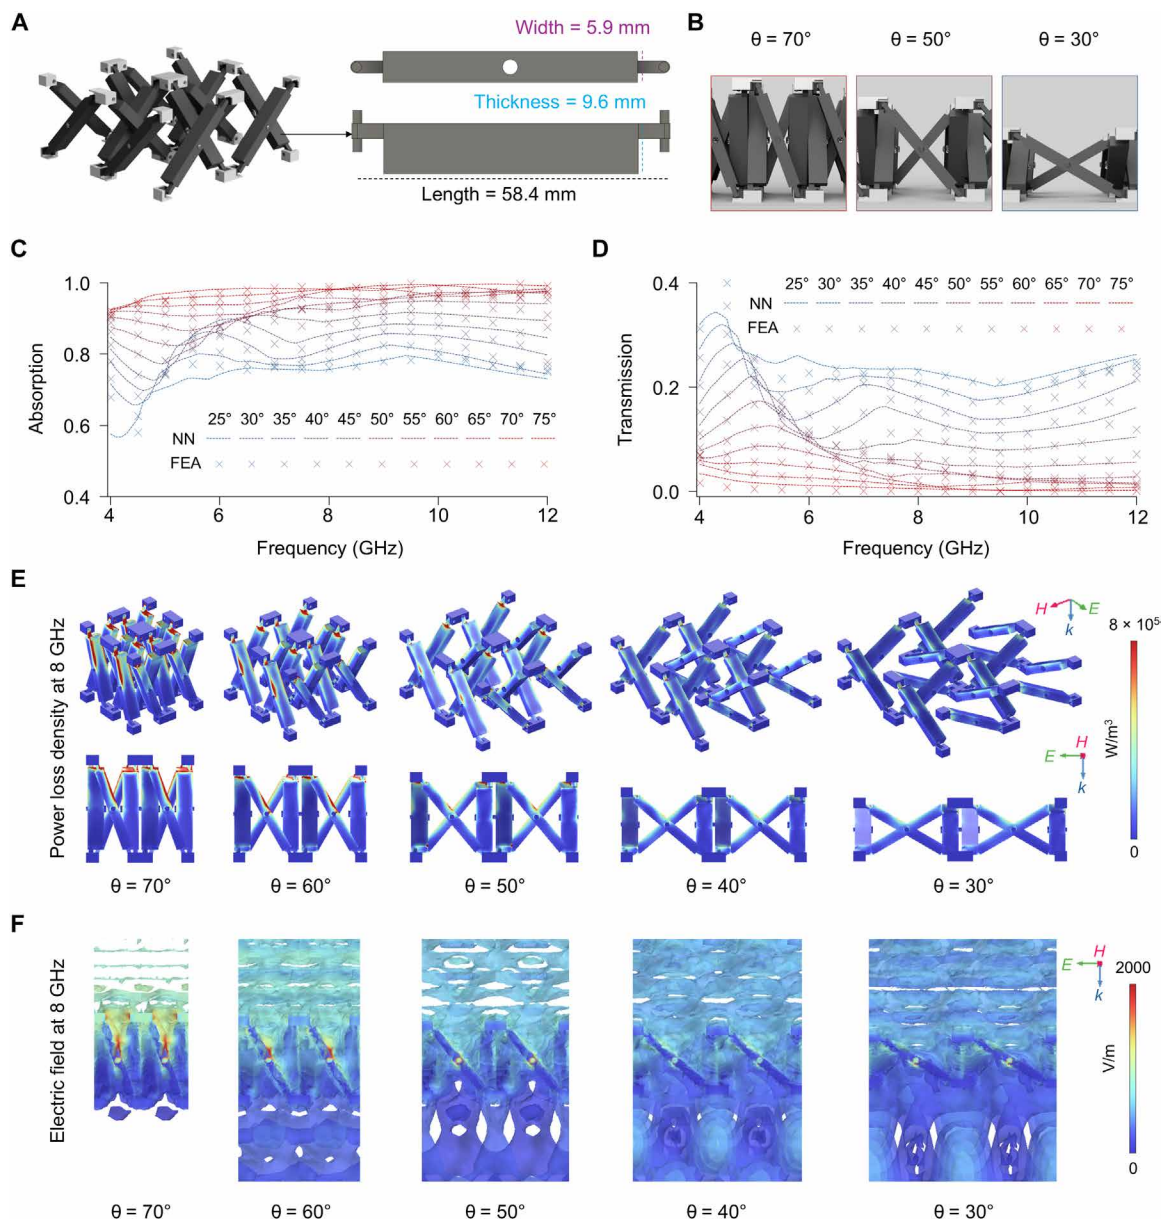 A
Width = 5.9 mm
Thickness = 9.6 mm
Length = 58.4 mm
B
θ = 70° θ = 50° θ = 30°
C
Absorption
1.0
0.8
0.6
0.4
25° 30° 35° 40° 45° 50° 55° 60° 65° 70° 75°
NN
FEA
4 6 8 10 12
Frequency (GHz)
D
Transmission
0.4
0.2
0.0
25° 30° 35° 40° 45° 50° 55° 60° 65° 70° 75°
NN
FEA
4 6 8 10 12
Frequency (GHz)
E
Power loss density at 8 GHz
H E
k
8 × 10⁵
W/m³
0
H
E
k
θ = 70° θ = 60° θ = 50° θ = 40° θ = 30°
F
Electric field at 8 GHz
H
E
k
2000
V/m
0
θ = 70° θ = 60° θ = 50° θ = 40° θ = 30°